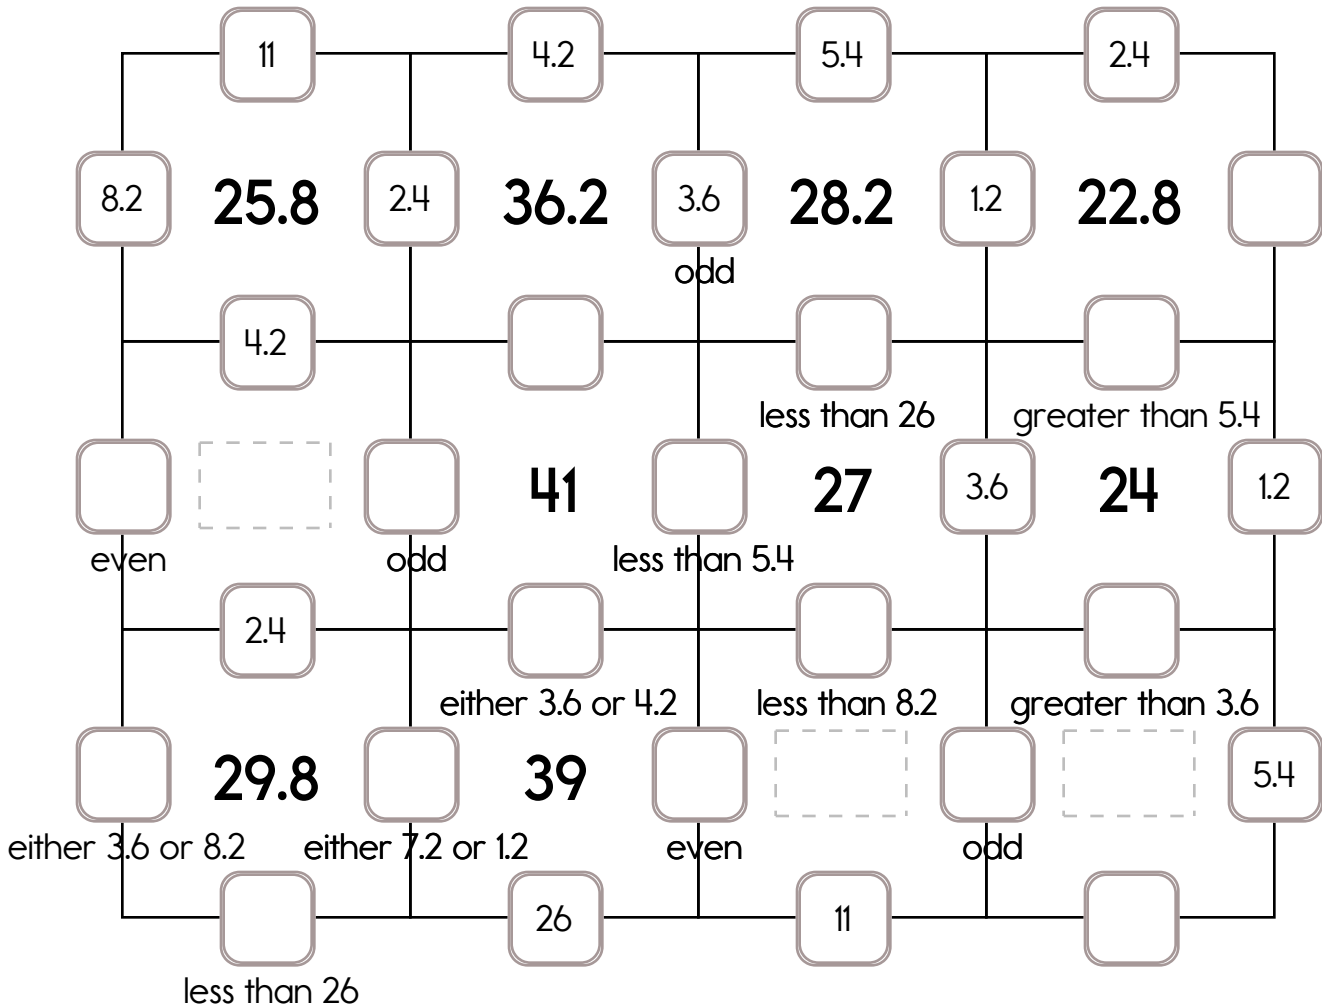 11 4.2 5.4 2.4
8.2 25.8 2.4 36.2 3.6 28.2 1.2 22.8
odd
4.2
less than 26 greater than 5.4
41 27 3.6 24 1.2
even odd less than 5.4
2.4
either 3.6 or 4.2 less than 8.2 greater than 3.6
29.8 39 5.4
either 3.6 or 8.2 either 7.2 or 1.2 even odd
26 11
less than 26